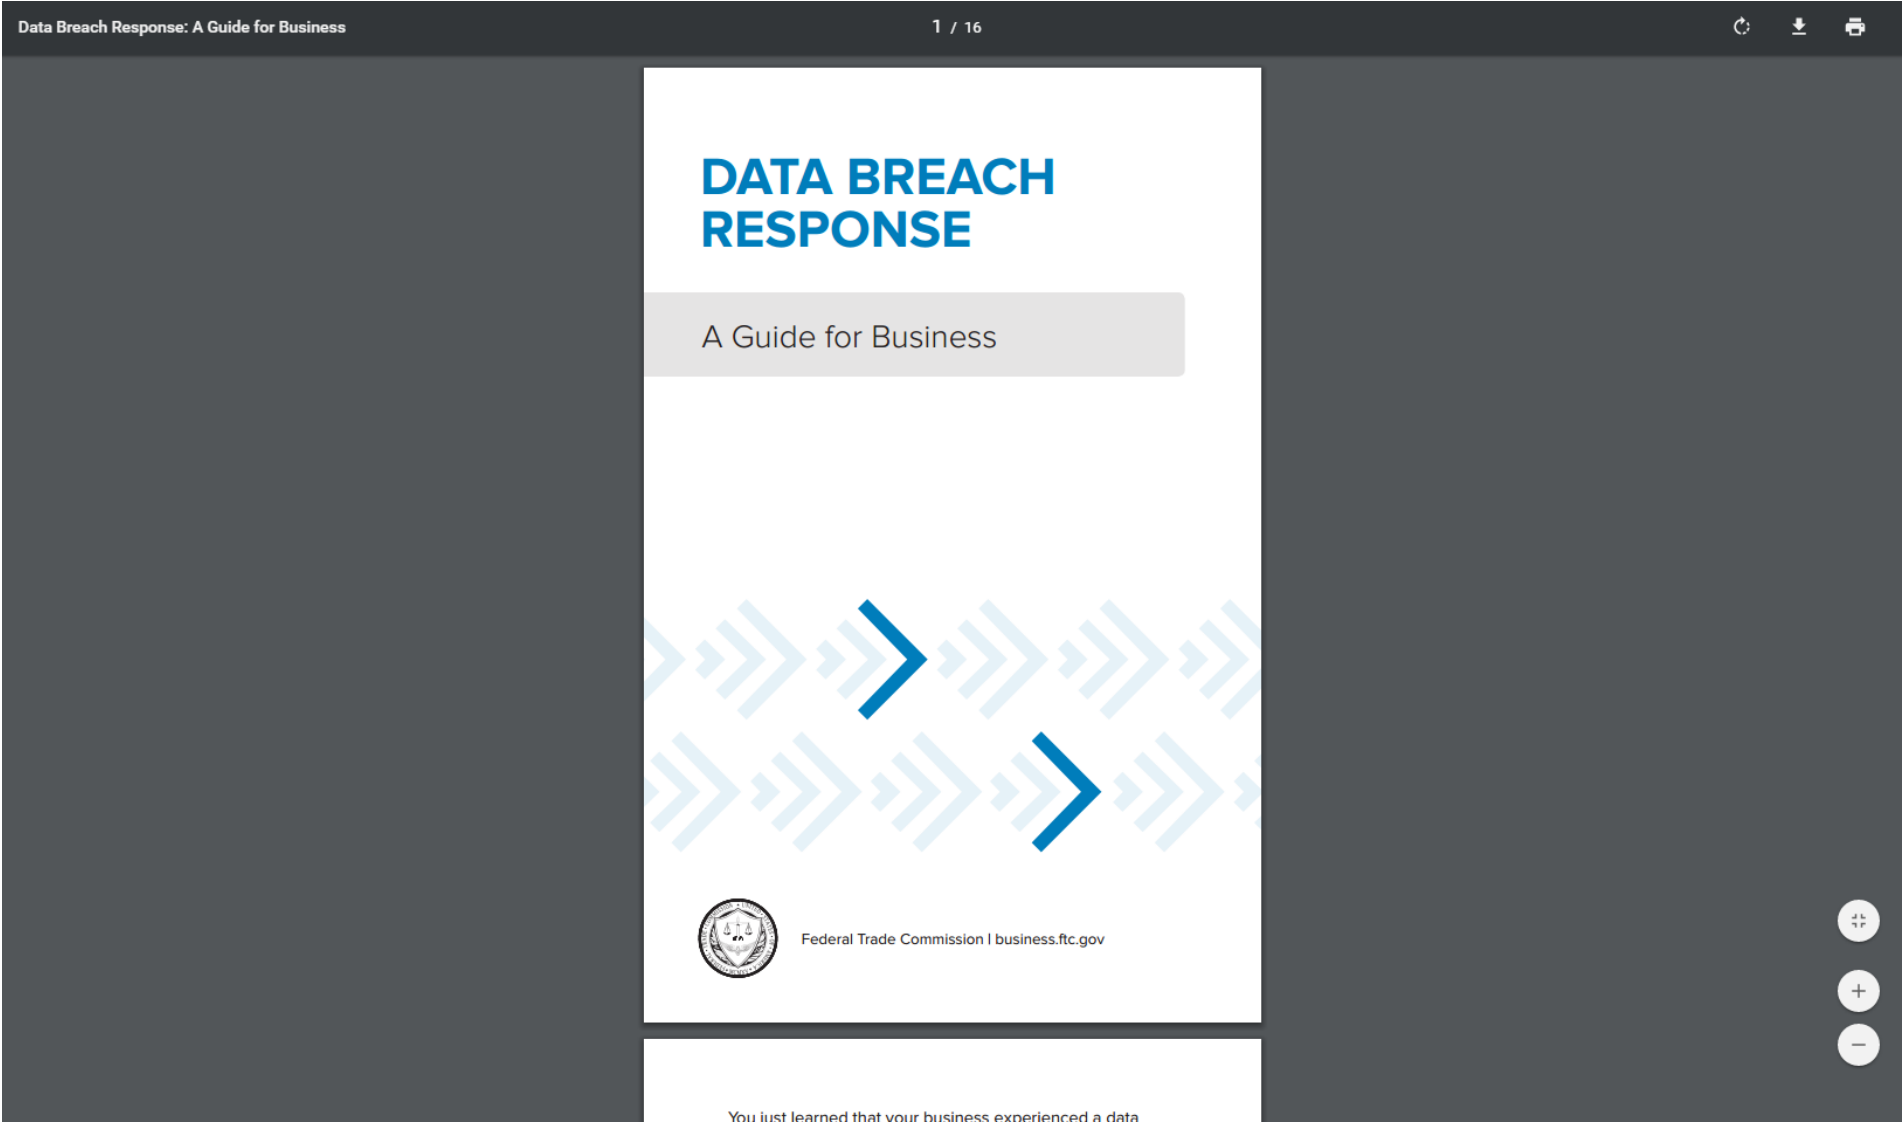 Data Breach Response: A Guide for Business
1 / 16
DATA BREACH
RESPONSE
A Guide for Business
Federal Trade Commission | business.ftc.gov
You just learned that your business experienced a data